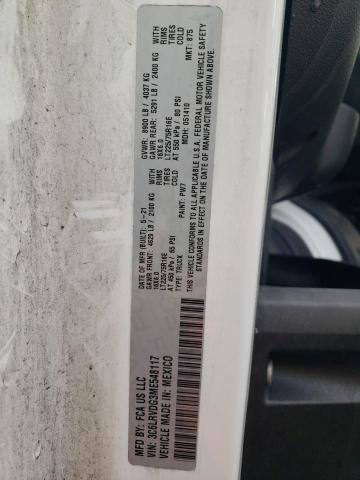 MFD BY: FCA US LLC
VIN: 3C6LRVDG3ME548117
VEHICLE MADE IN: MEXICO
DATE OF MFR (BUILT): 5-21 GVWR: 8900 LB / 4037 KG
GAWR FRONT: 4629 LB / 2100 KG GAWR REAR: 5291 LB / 2400 KG WITH
16X6.0 RIMS 16X6.0 RIMS
LT225/75R16E TIRES LT225/75R16E TIRES
AT 450 kPa / 65 PSI COLD AT 550 kPa / 80 PSI COLD
TYPE: TRUCK PAINT: PW7 MDH: 051410 MKT: 875
THIS VEHICLE CONFORMS TO ALL APPLICABLE U.S.A. FEDERAL MOTOR VEHICLE SAFETY
STANDARDS IN EFFECT ON THE DATE OF MANUFACTURE SHOWN ABOVE.